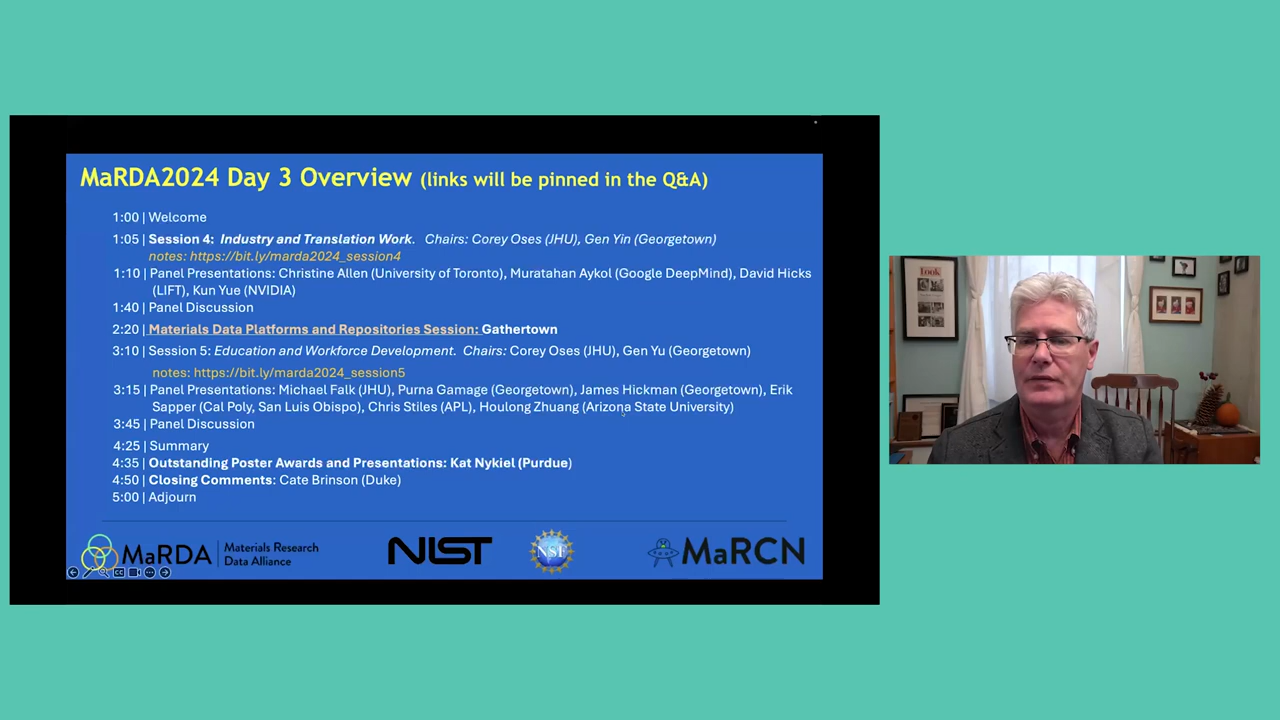 MaRDA2024 Day 3 Overview (links will be pinned in the Q&A)
1:00 | Welcome
1:05 | Session 4: Industry and Translation Work. Chairs: Corey Oses (JHU), Gen Yin (Georgetown)
notes: https://bit.ly/marda2024_session4
1:10 | Panel Presentations: Christine Allen (University of Toronto), Muratahan Aykol (Google DeepMind), David Hicks
(LIFT), Kun Yue (NVIDIA)
1:40 | Panel Discussion
2:20 | Materials Data Platforms and Repositories Session: Gathertown
3:10 | Session 5: Education and Workforce Development. Chairs: Corey Oses (JHU), Gen Yu (Georgetown)
notes: https://bit.ly/marda2024_session5
3:15 | Panel Presentations: Michael Falk (JHU), Purna Gamage (Georgetown), James Hickman (Georgetown), Erik
Sapper (Cal Poly, San Luis Obispo), Chris Stiles (APL), Houlong Zhuang (Arizona State University)
3:45 | Panel Discussion
4:25 | Summary
4:35 | Outstanding Poster Awards and Presentations: Kat Nykiel (Purdue)
4:50 | Closing Comments: Cate Brinson (Duke)
5:00 | Adjourn
MaRDA | Materials Research
Data Alliance
NIST
NSF
MaRCN
Look